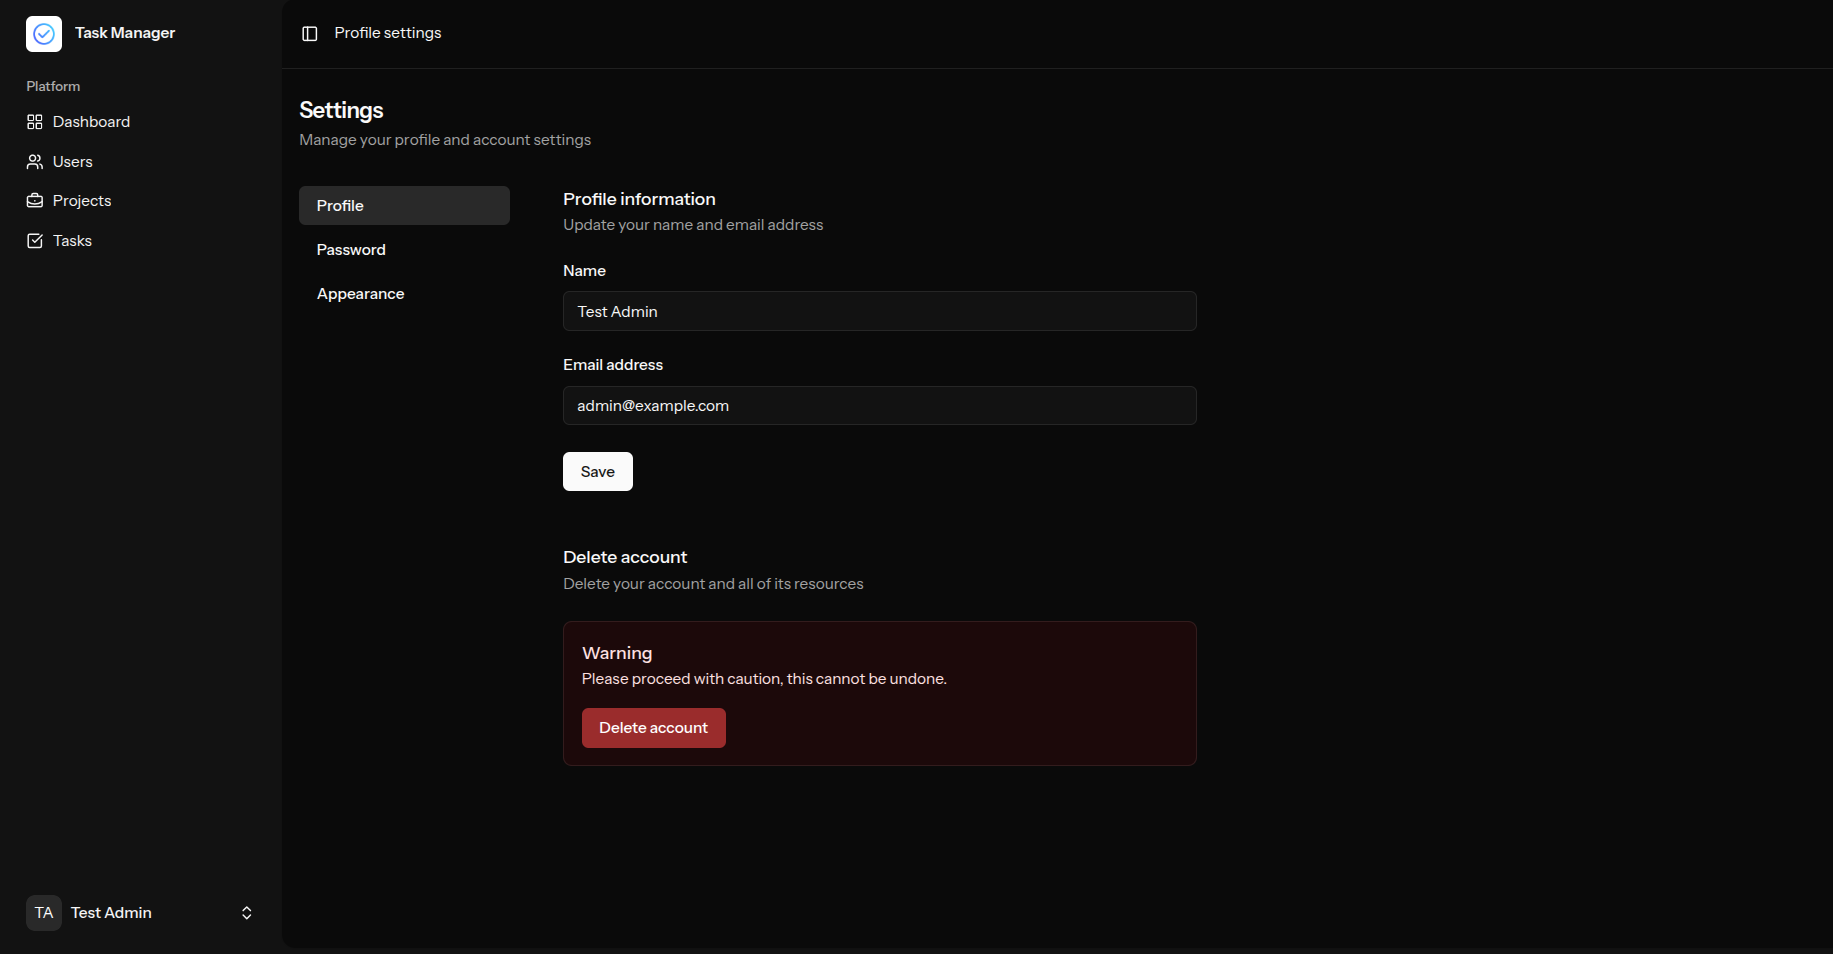 Task Manager
Platform
Dashboard
Users
Projects
Tasks
TA Test Admin
Profile settings
Settings
Manage your profile and account settings
Profile
Password
Appearance
Profile information
Update your name and email address
Name
Test Admin
Email address
admin@example.com
Save
Delete account
Delete your account and all of its resources
Warning
Please proceed with caution, this cannot be undone.
Delete account